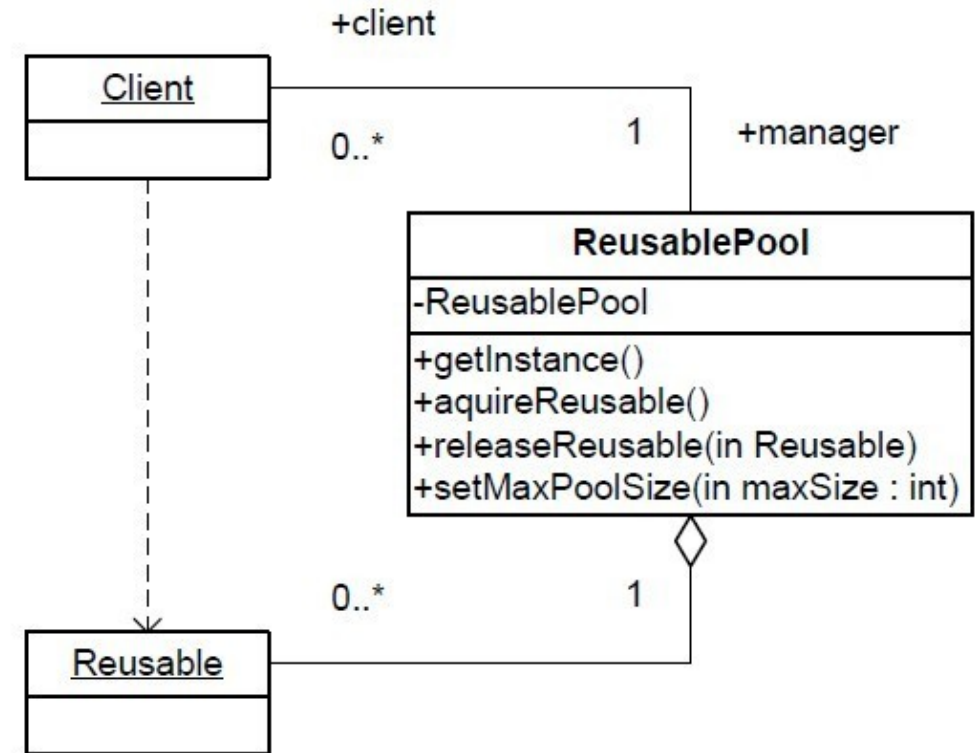 +client
Client
0..*
1
+manager
ReusablePool
-ReusablePool
+getInstance()
+aquireReusable()
+releaseReusable(in Reusable)
+setMaxPoolSize(in maxSize : int)
0..*
1
Reusable